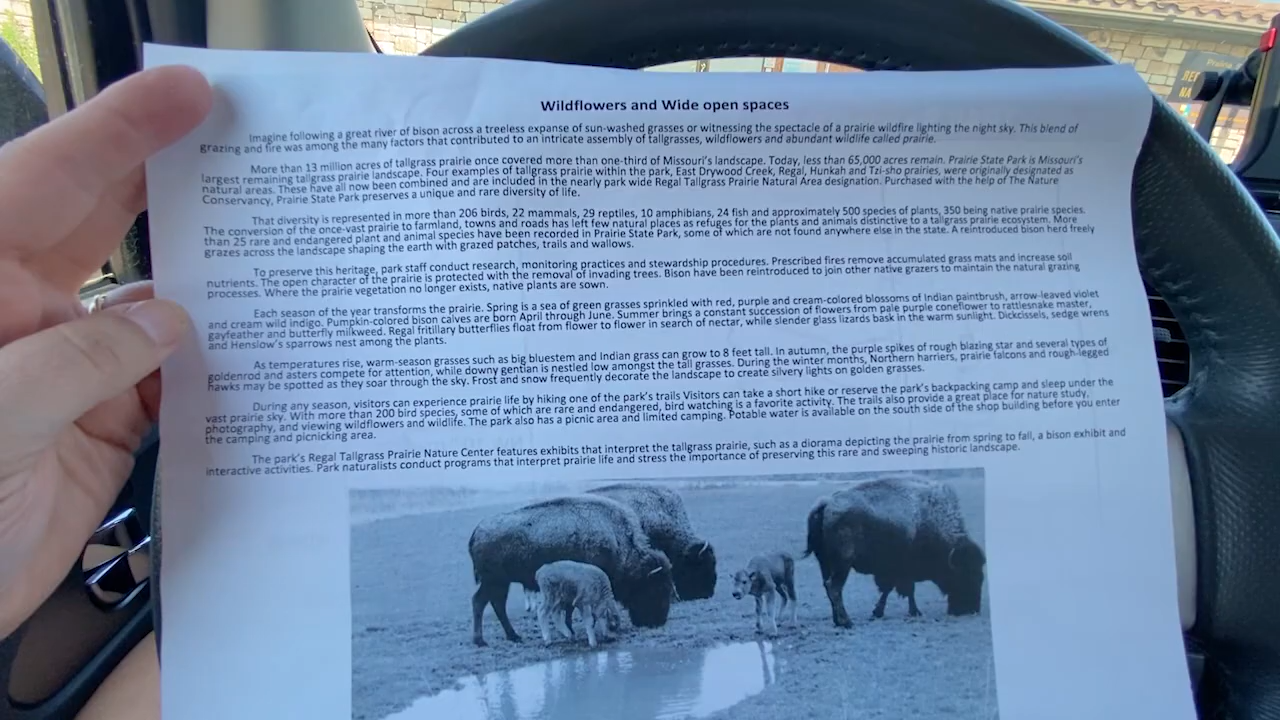 Wildflowers and Wide open spaces
Imagine following a great river of bison across a treeless expanse of sun-washed grasses or witnessing the spectacle of a prairie wildfire lighting the night sky. This blend of
grazing and fire was among the many factors that contributed to an intricate assembly of tallgrasses, wildflowers and abundant wildlife called prairie.
More than 13 million acres of tallgrass prairie once covered more than one-third of Missouri's landscape. Today, less than 65,000 acres remain. Prairie State Park is Missouri's
largest remaining tallgrass prairie landscape. Four examples of tallgrass prairie within the park, East Drywood Creek, Regal, Hunkah and Tzi-sho prairies, were originally designated as
natural areas. These have all now been combined and are included in the nearly park wide Regal Tallgrass Prairie Natural Area designation. Purchased with the help of The Nature
Conservancy, Prairie State Park preserves a unique and rare diversity of life.
That diversity is represented in more than 206 birds, 22 mammals, 29 reptiles, 10 amphibians, 24 fish and approximately 500 species of plants, 350 being native prairie species.
The conversion of the once-vast prairie to farmland, towns and roads has left few natural places as refuges for the plants and animals distinctive to a tallgrass prairie ecosystem. More
than 25 rare and endangered plant and animal species have been recorded in Prairie State Park, some of which are not found anywhere else in the state. A reintroduced bison herd freely
grazes across the landscape shaping the earth with grazed patches, trails and wallows.
To preserve this heritage, park staff conduct research, monitoring practices and stewardship procedures. Prescribed fires remove accumulated grass mats and increase soil
nutrients. The open character of the prairie is protected with the removal of invading trees. Bison have been reintroduced to join other native grazers to maintain the natural grazing
processes. Where the prairie vegetation no longer exists, native plants are sown.
Each season of the year transforms the prairie. Spring is a sea of green grasses sprinkled with red, purple and cream-colored blossoms of Indian paintbrush, arrow-leaved violet
and cream wild indigo. Pumpkin-colored bison calves are born April through June. Summer brings a constant succession of flowers from pale purple coneflower to rattlesnake master,
gayfeather and butterfly milkweed. Regal fritillary butterflies float from flower to flower in search of nectar, while slender glass lizards bask in the warm sunlight. Dickcissels, sedge wrens
and Henslow's sparrows nest among the plants.
As temperatures rise, warm-season grasses such as big bluestem and Indian grass can grow to 8 feet tall. In autumn, the purple spikes of rough blazing star and several types of
goldenrod and asters compete for attention, while downy gentian is nestled low amongst the tall grasses. During the winter months, Northern harriers, prairie falcons and rough-legged
hawks may be spotted as they soar through the sky. Frost and snow frequently decorate the landscape to create silvery lights on golden grasses.
During any season, visitors can experience prairie life by hiking one of the park's trails Visitors can take a short hike or reserve the park's backpacking camp and sleep under the
vast prairie sky. With more than 200 bird species, some of which are rare and endangered, bird watching is a favorite activity. The trails also provide a great place for nature study,
photography, and viewing wildflowers and wildlife. The park also has a picnic area and limited camping. Potable water is available on the south side of the shop building before you enter
the camping and picnicking area.
The park's Regal Tallgrass Prairie Nature Center features exhibits that interpret the tallgrass prairie, such as a diorama depicting the prairie from spring to fall, a bison exhibit and
interactive activities. Park naturalists conduct programs that interpret prairie life and stress the importance of preserving this rare and sweeping historic landscape.
Prairie